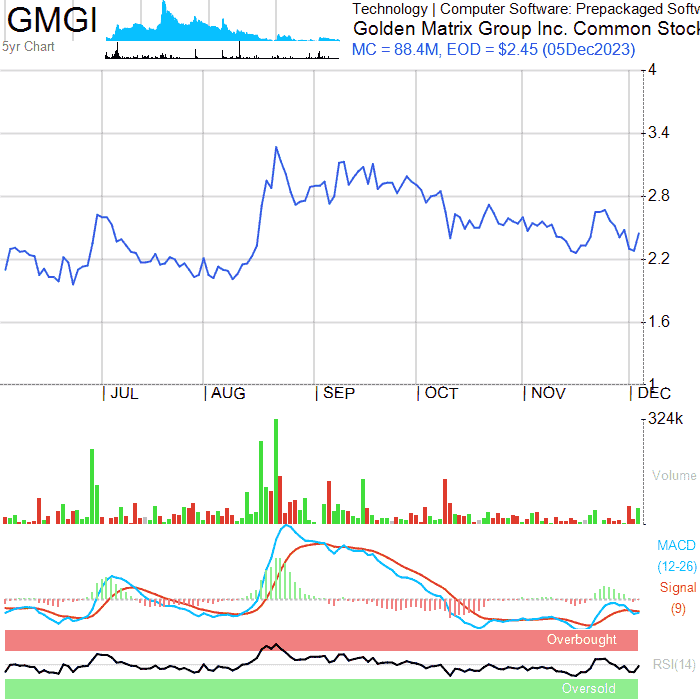 GMGI
5yr Chart
Technology | Computer Software: Prepackaged Softw
Golden Matrix Group Inc. Common Stock
MC = 88.4M, EOD = $2.45 (05Dec2023)
4
3.4
2.8
2.2
1.6
1
| JUL | AUG | SEP | OCT | NOV | DEC
324k
Volume
MACD
(12-26)
Signal
(9)
Overbought
RSI(14)
Oversold